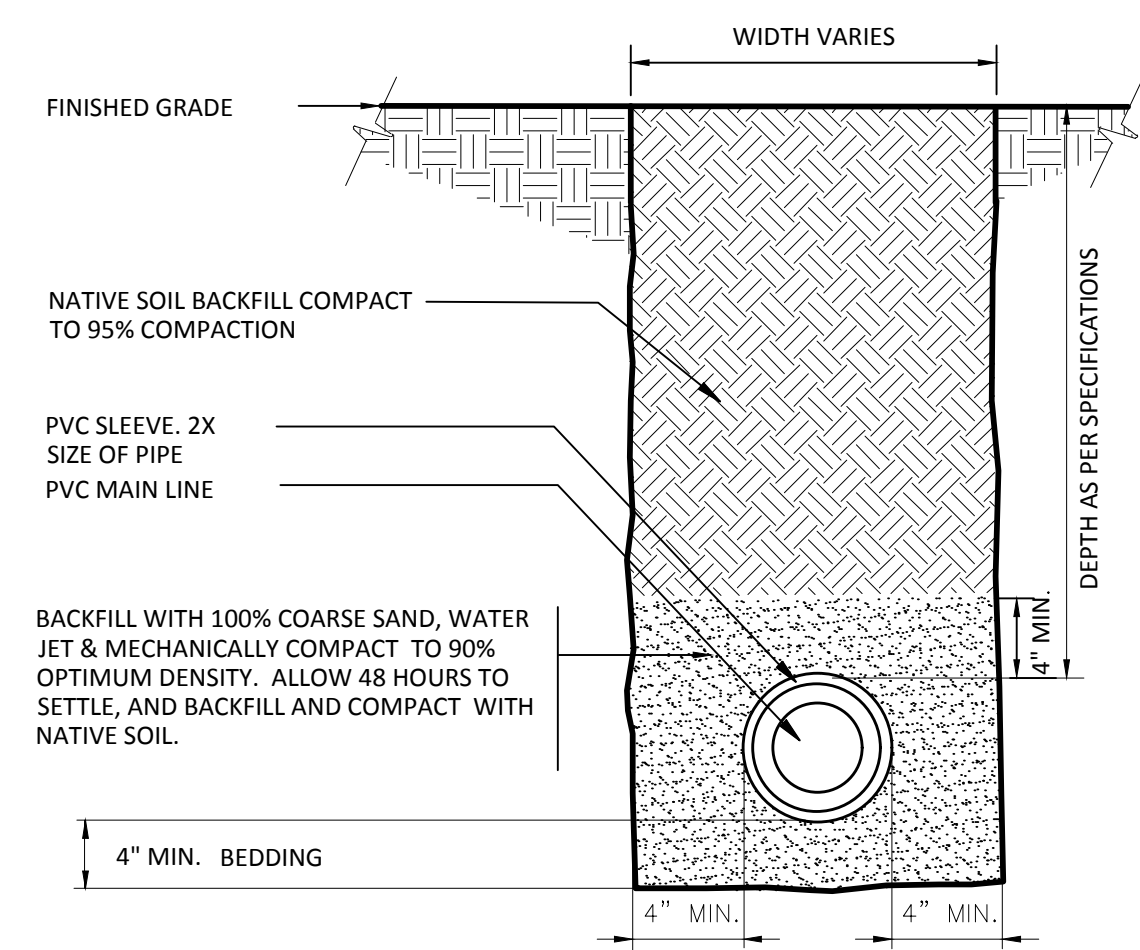 WIDTH VARIES
FINISHED GRADE
NATIVE SOIL BACKFILL COMPACT
TO 95% COMPACTION
DEPTH AS PER SPECIFICATIONS
PVC SLEEVE. 2X
SIZE OF PIPE
PVC MAIN LINE
4" MIN.
BACKFILL WITH 100% COARSE SAND, WATER
JET & MECHANICALLY COMPACT TO 90%
OPTIMUM DENSITY. ALLOW 48 HOURS TO
SETTLE, AND BACKFILL AND COMPACT WITH
NATIVE SOIL.
4" MIN. BEDDING
4" MIN.
4" MIN.